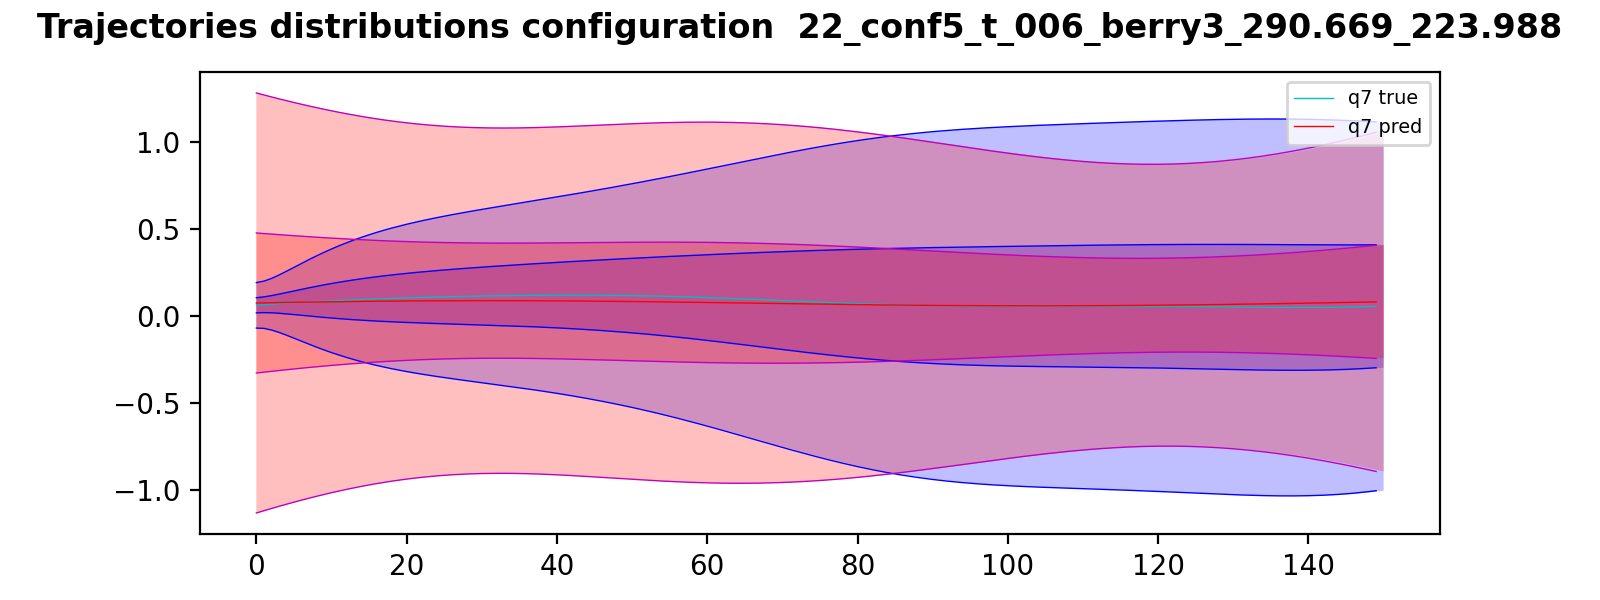 Trajectories distributions configuration  22_conf5_t_006_berry3_290.669_223.988
q7 true
q7 pred
1.0
0.5
0.0
−0.5
−1.0
0 20 40 60 80 100 120 140